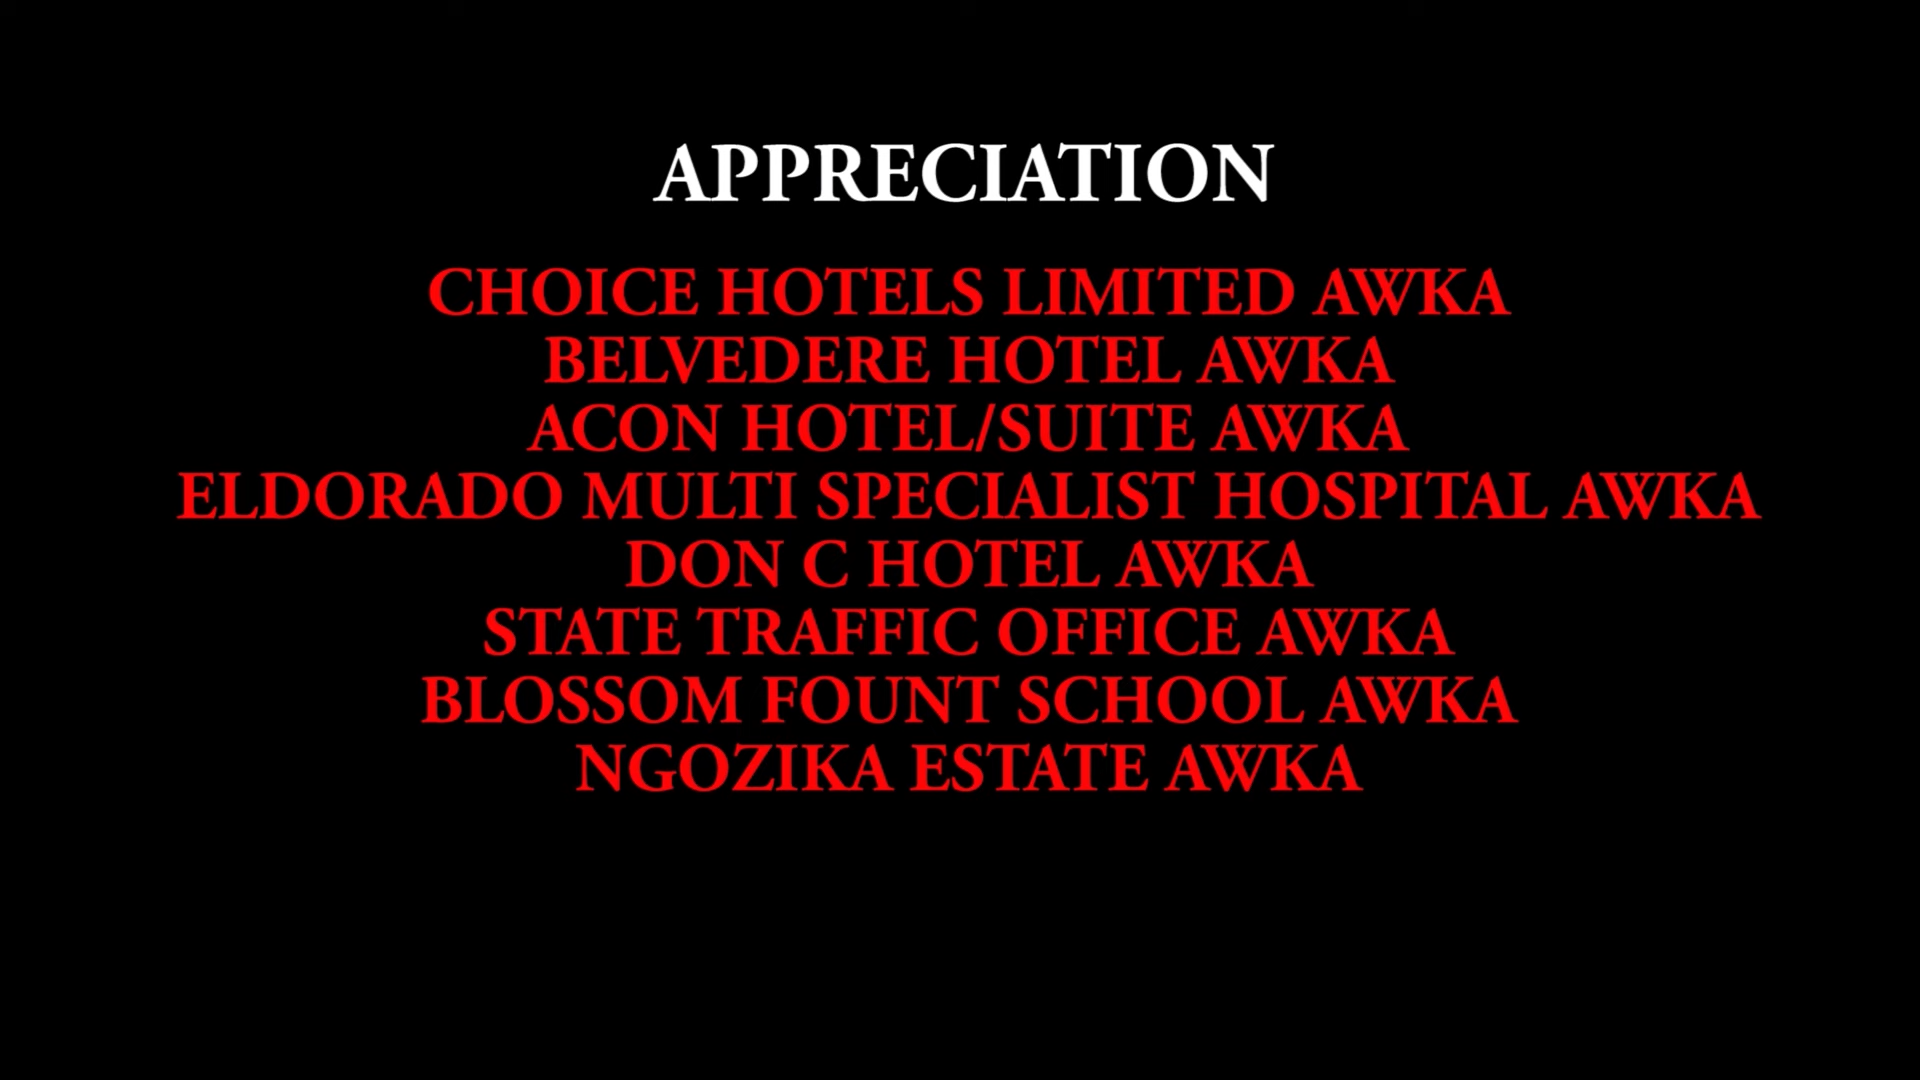 APPRECIATION
CHOICE HOTELS LIMITED AWKA
BELVEDERE HOTEL AWKA
ACON HOTEL/SUITE AWKA
ELDORADO MULTI SPECIALIST HOSPITAL AWKA
DON C HOTEL AWKA
STATE TRAFFIC OFFICE AWKA
BLOSSOM FOUNT SCHOOL AWKA
NGOZIKA ESTATE AWKA